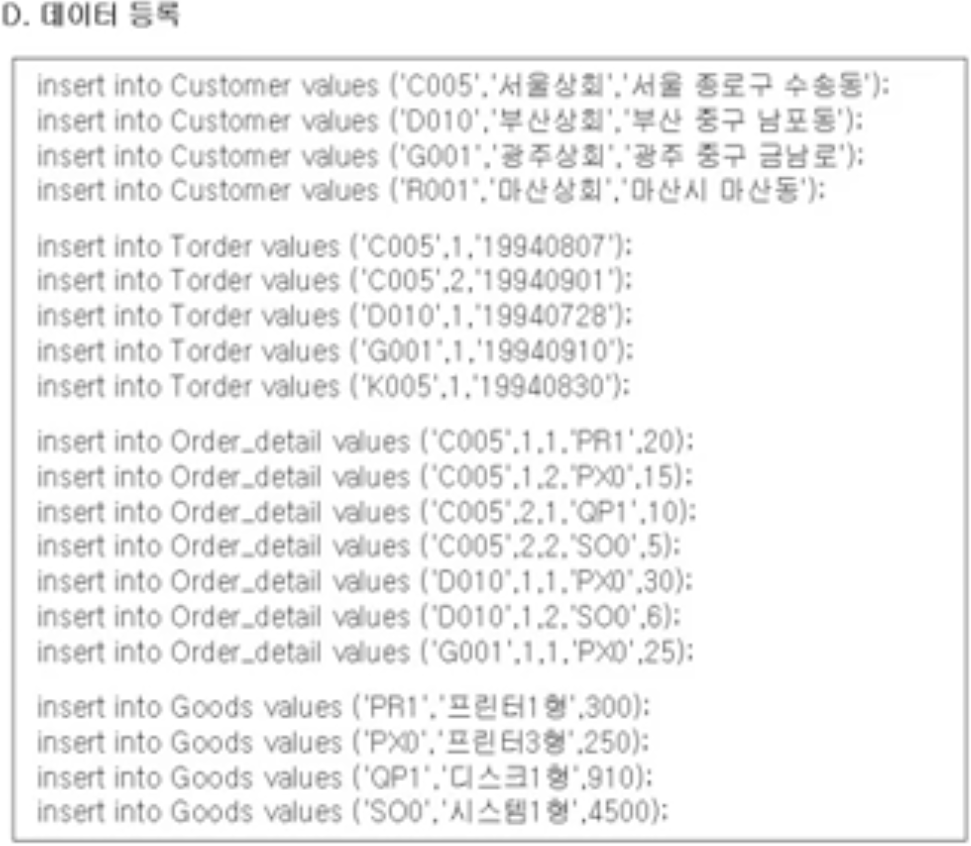 D. 데이터 등록
insert into Customer values ('C005','서울상회','서울 종로구 수송동');
insert into Customer values ('D010','부산상회','부산 중구 남포동');
insert into Customer values ('G001','광주상회','광주 중구 금남로');
insert into Customer values ('R001','마산상회','마산시 마산동');
insert into Torder values ('C005',1,'19940807');
insert into Torder values ('C005',2,'19940901');
insert into Torder values ('D010',1,'19940728');
insert into Torder values ('G001',1,'19940910');
insert into Torder values ('K005',1,'19940830');
insert into Order_detail values ('C005',1,1,'PR1',20);
insert into Order_detail values ('C005',1,2,'PX0',15);
insert into Order_detail values ('C005',2,1,'QP1',10);
insert into Order_detail values ('C005',2,2,'SO0',5);
insert into Order_detail values ('D010',1,1,'PX0',30);
insert into Order_detail values ('D010',1,2,'SO0',6);
insert into Order_detail values ('G001',1,1,'PX0',25);
insert into Goods values ('PR1','프린터1형',300);
insert into Goods values ('PX0','프린터3형',250);
insert into Goods values ('QP1','디스크1형',910);
insert into Goods values ('SO0','시스템1형',4500);